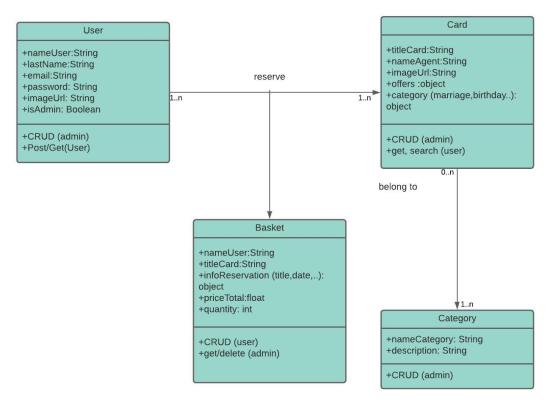 User
+nameUser:String
+lastName:String
+email:String
+password: String
+imageUrl: String
+isAdmin: Boolean
+CRUD (admin)
+Post/Get(User)
reserve
1..n
1..n
Card
+titleCard:String
+nameAgent:String
+imageUrl:String
+offers :object
+category (marriage,birthday..):
object
+CRUD (admin)
+get, search (user)
0..n
belong to
1..n
Basket
+nameUser:String
+titleCard:String
+infoReservation (title,date,..):
object
+priceTotal:float
+quantity: int
+CRUD (user)
+get/delete (admin)
Category
+nameCategory: String
+description: String
+CRUD (admin)